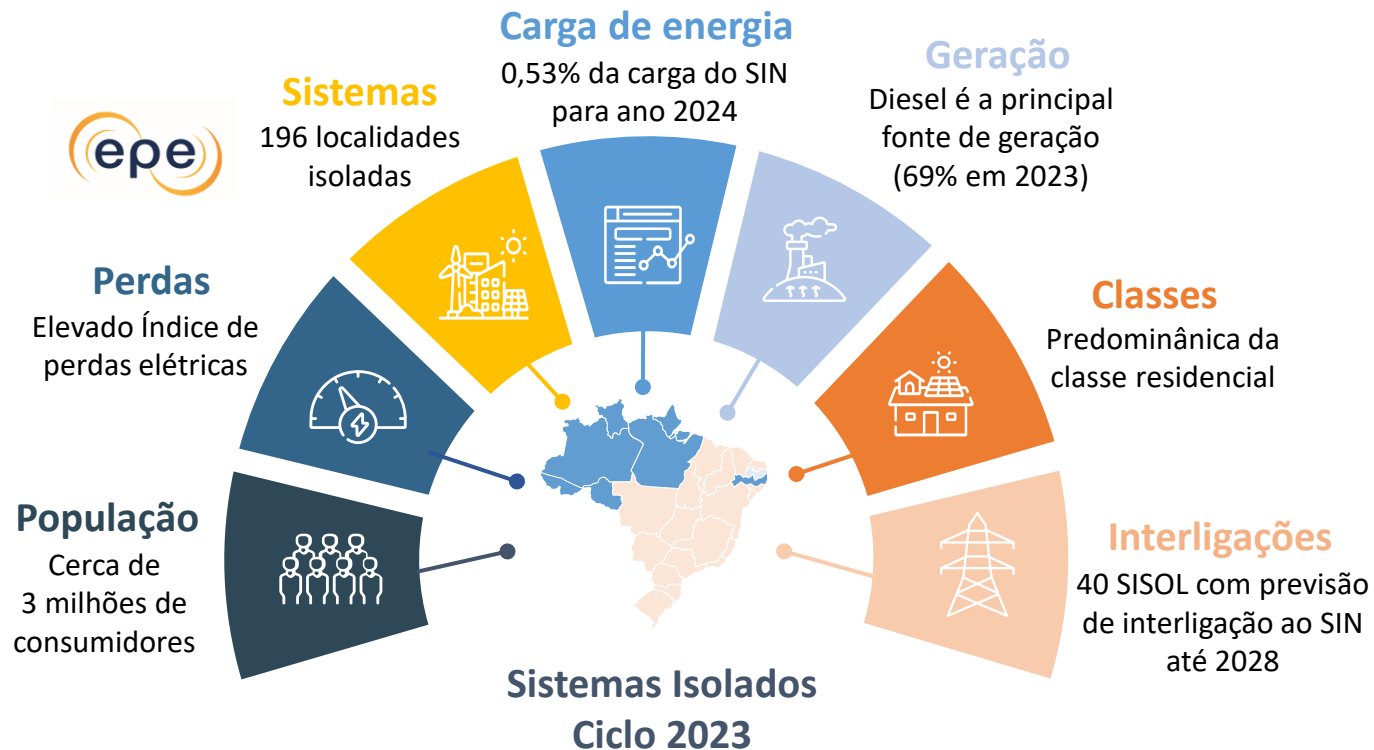 epe
População
Cerca de
3 milhões de
consumidores
Perdas
Elevado Índice de
perdas elétricas
Sistemas
196 localidades
isoladas
Carga de energia
0,53% da carga do SIN
para ano 2024
Geração
Diesel é a principal
fonte de geração
(69% em 2023)
Classes
Predominânica da
classe residencial
Interligações
40 SISOL com previsão
de interligação ao SIN
até 2028
Sistemas Isolados
Ciclo 2023